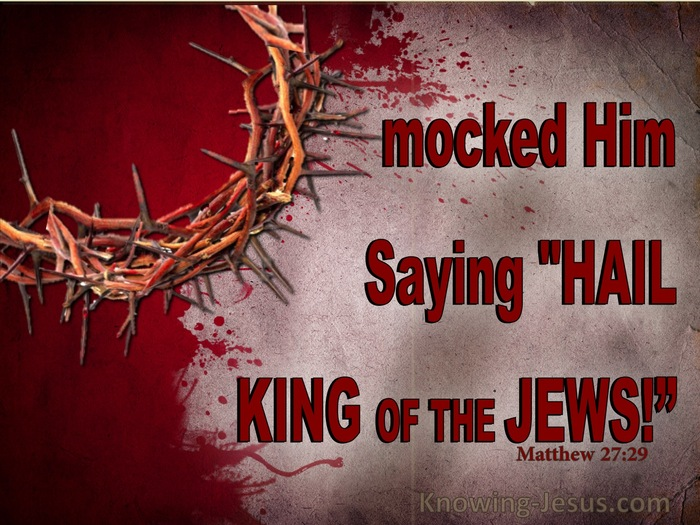 mocked Him
Saying "HAIL
KING OF THE JEWS!”
Matthew 27:29
Knowing-Jesus.com